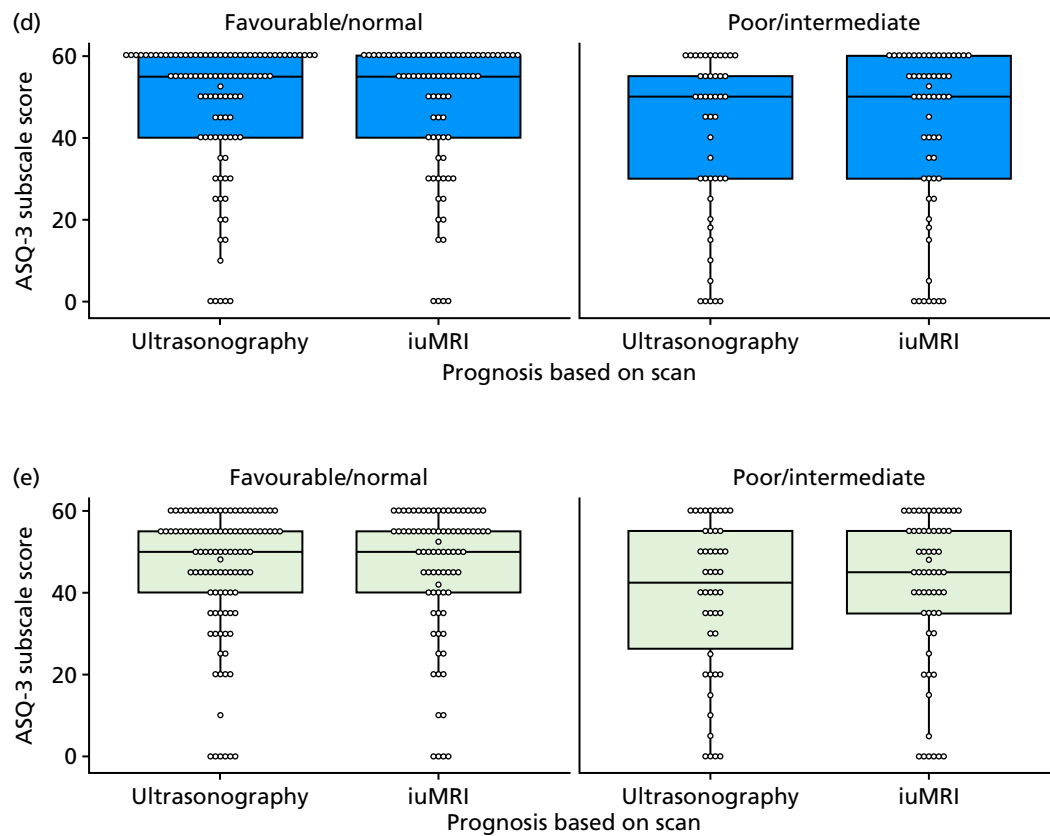 (d)
Favourable/normal
Poor/intermediate
ASQ-3 subscale score
60
40
20
0
Ultrasonography
iuMRI
Ultrasonography
iuMRI
Prognosis based on scan
(e)
Favourable/normal
Poor/intermediate
ASQ-3 subscale score
60
40
20
0
Ultrasonography
iuMRI
Ultrasonography
iuMRI
Prognosis based on scan